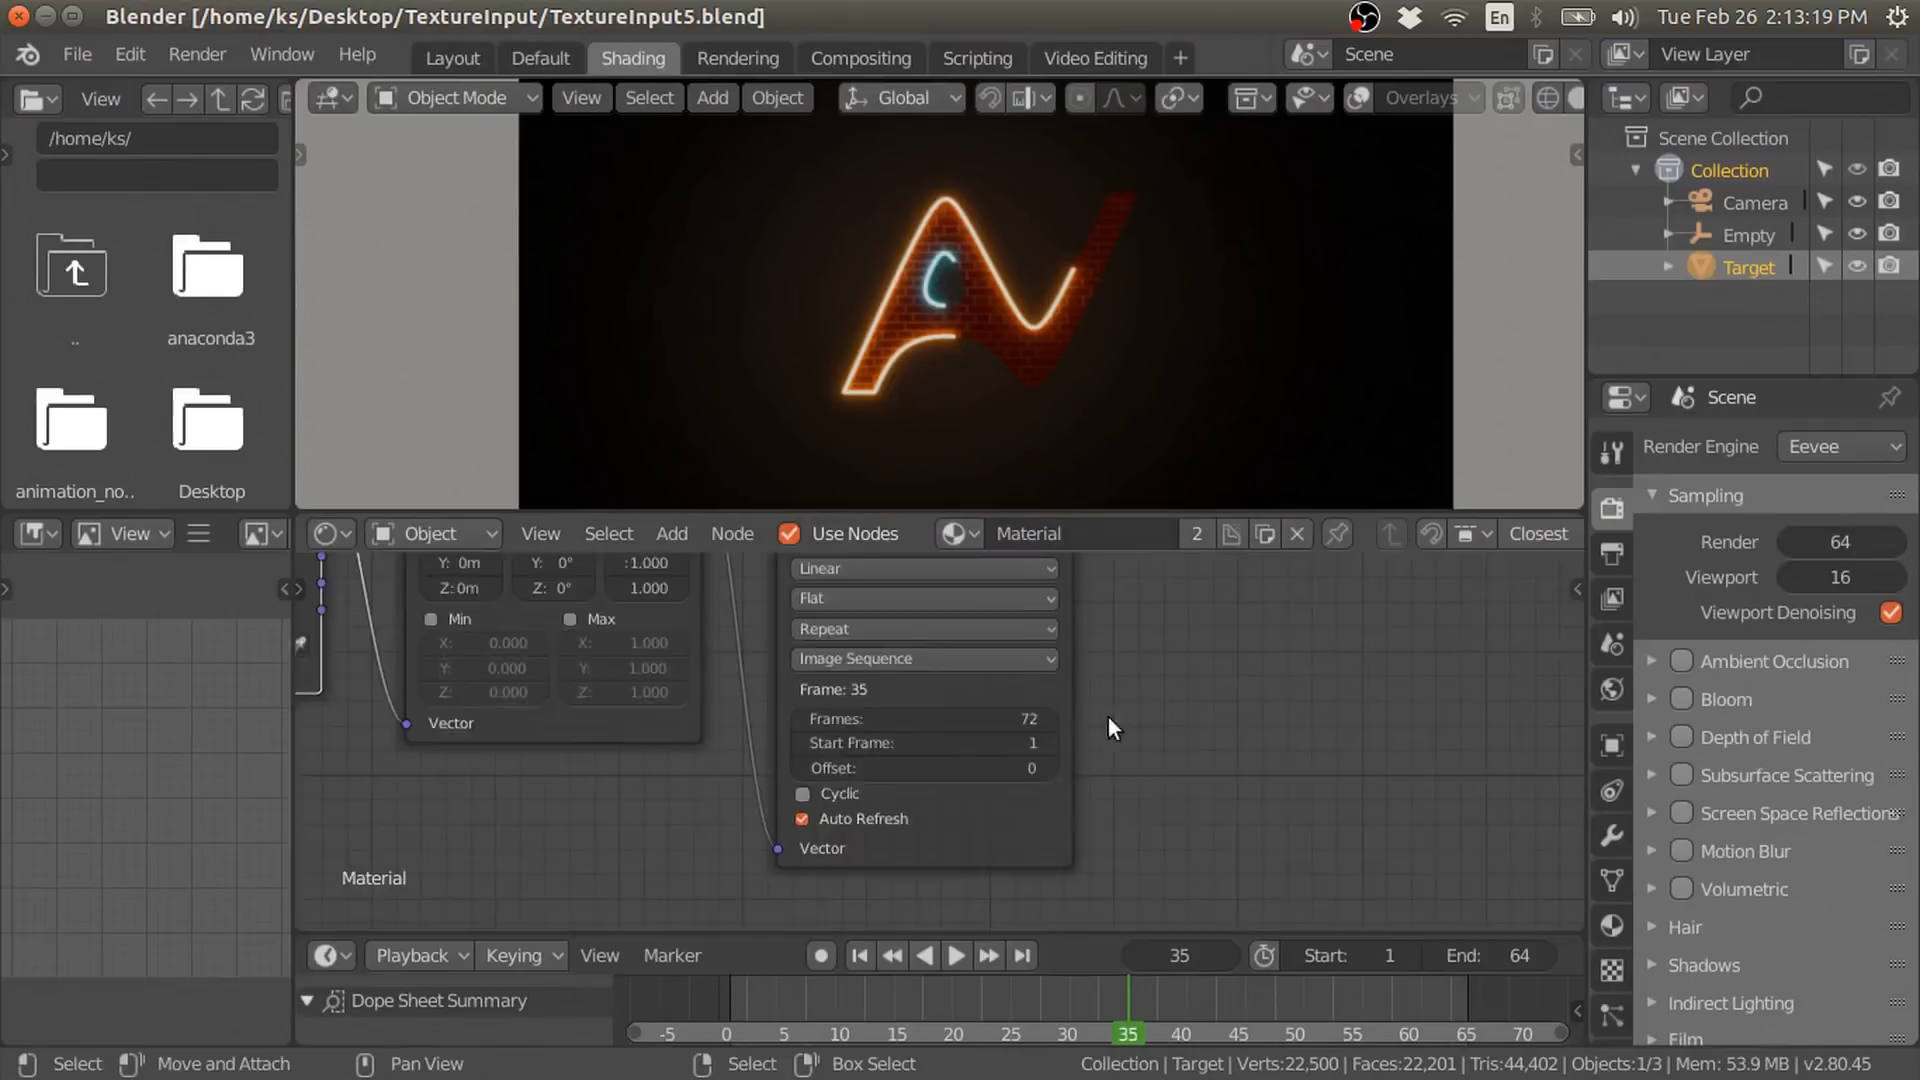 Blender [/home/ks/Desktop/TextureInput/TextureInput5.blend]
En
Tue Feb 26 2:13:19 PM
File Edit Render Window Help
Layout Default Shading Rendering Compositing Scripting Video Editing +
Scene
View Layer
View
Object Mode View Select Add Object Global Overlays
/home/ks/
..
anaconda3
animation_no..
Desktop
Scene Collection
Collection
Camera
Empty
Target
Scene
Render Engine Eevee
Sampling
Render 64
Viewport 16
Viewport Denoising
Ambient Occlusion
Bloom
Depth of Field
Subsurface Scattering
Screen Space Reflections
Motion Blur
Volumetric
Hair
Shadows
Indirect Lighting
Film
View
Object View Select Add Node Use Nodes Material 2 Closest
Y: 0m Y: 0° :1.000
Z:0m Z: 0° 1.000
Min Max
X: 0.000 X: 1.000
Y: 0.000 Y: 1.000
Z: 0.000 Z: 1.000
Vector
Linear
Flat
Repeat
Image Sequence
Frame: 35
Frames: 72
Start Frame: 1
Offset: 0
Cyclic
Auto Refresh
Vector
Material
Playback Keying View Marker 35 Start: 1 End: 64
Dope Sheet Summary
-5 0 5 10 15 20 25 30 35 40 45 50 55 60 65 70
Select Move and Attach Pan View Select Box Select
Collection | Target | Verts:22,500 | Faces:22,201 | Tris:44,402 | Objects:1/3 | Mem: 53.9 MB | v2.80.45